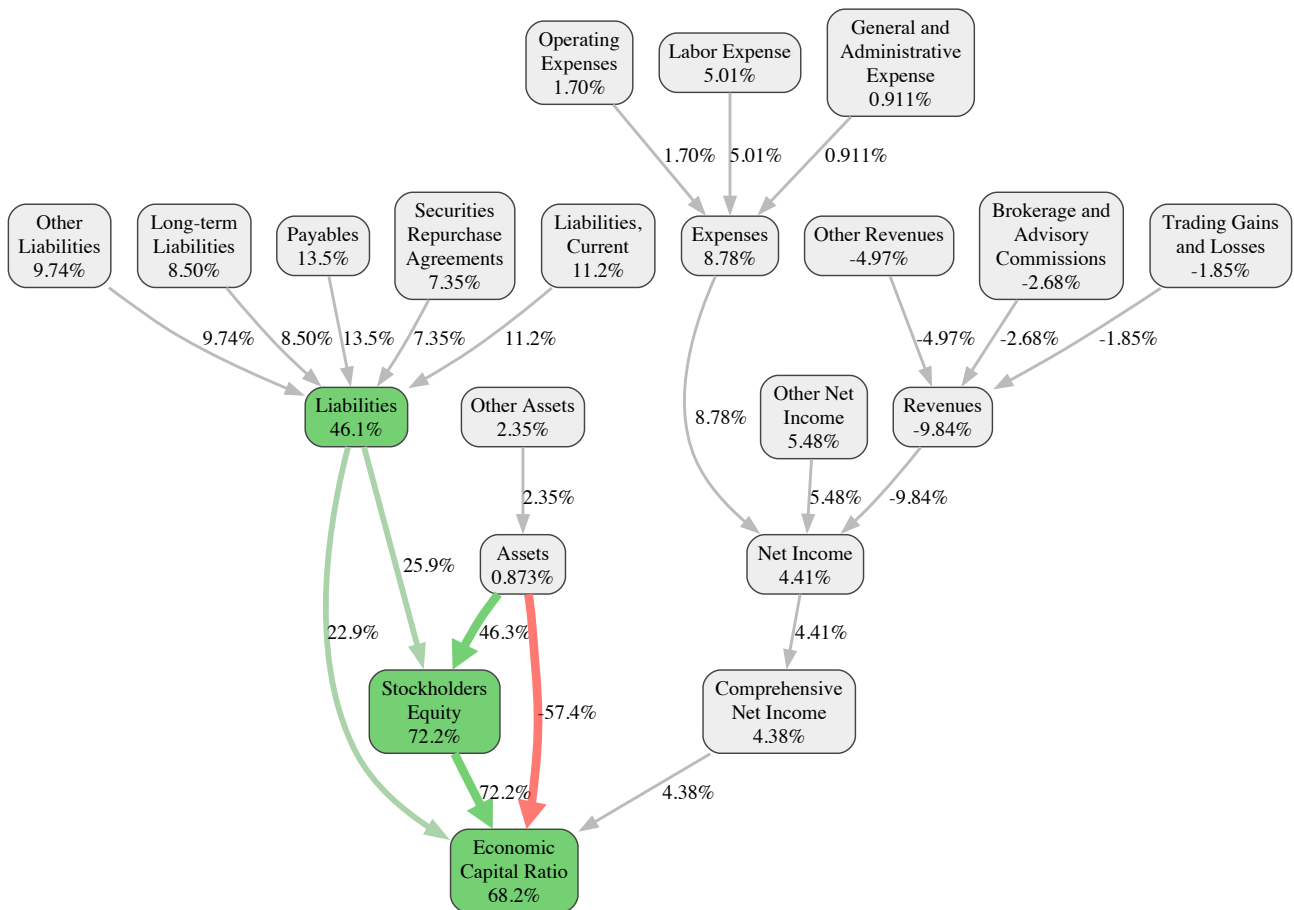 Operating
Expenses
1.70%
Labor Expense
5.01%
General and
Administrative
Expense
0.911%
1.70%
5.01%
0.911%
Other
Liabilities
9.74%
Long-term
Liabilities
8.50%
Payables
13.5%
Securities
Repurchase
Agreements
7.35%
Liabilities,
Current
11.2%
Expenses
8.78%
Other Revenues
-4.97%
Brokerage and
Advisory
Commissions
-2.68%
Trading Gains
and Losses
-1.85%
9.74%
8.50%
13.5%
7.35%
11.2%
-4.97%
-2.68%
-1.85%
Liabilities
46.1%
Other Assets
2.35%
8.78%
Other Net
Income
5.48%
Revenues
-9.84%
2.35%
5.48%
-9.84%
25.9%
Assets
0.873%
Net Income
4.41%
22.9%
46.3%
4.41%
Stockholders
Equity
72.2%
-57.4%
Comprehensive
Net Income
4.38%
72.2%
4.38%
Economic
Capital Ratio
68.2%